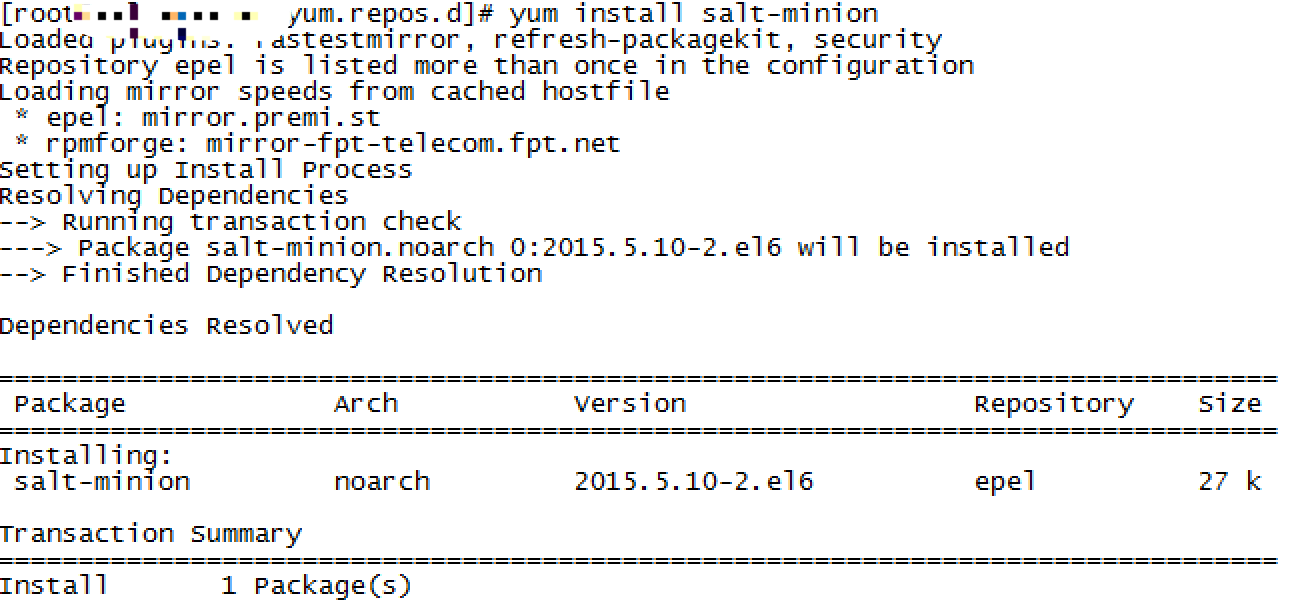 [root yum.repos.d]# yum install salt-minion
Loaded plugins: fastestmirror, refresh-packagekit, security
Repository epel is listed more than once in the configuration
Loading mirror speeds from cached hostfile
* epel: mirror.premi.st
* rpmforge: mirror-fpt-telecom.fpt.net
Setting up Install Process
Resolving Dependencies
--> Running transaction check
---> Package salt-minion.noarch 0:2015.5.10-2.el6 will be installed
--> Finished Dependency Resolution
Dependencies Resolved
================================================================================
Package Arch Version Repository Size
================================================================================
Installing:
salt-minion noarch 2015.5.10-2.el6 epel 27 k
Transaction Summary
================================================================================
Install 1 Package(s)